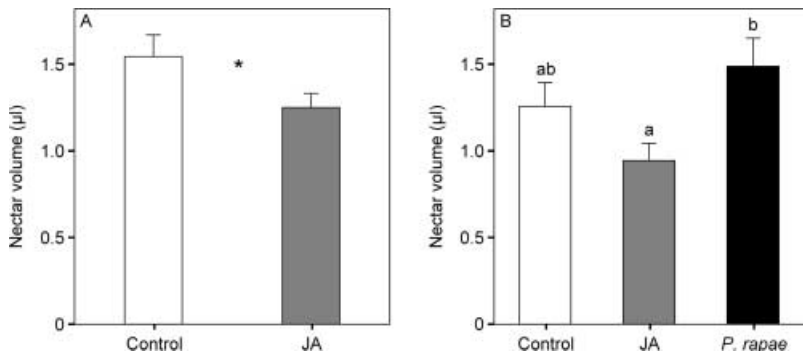 A
Nectar volume (µl)
1.5
1.0
0.5
0
*
Control
JA
B
Nectar volume (µl)
1.5
1.0
0.5
0
ab
a
b
Control
JA
P. rapae